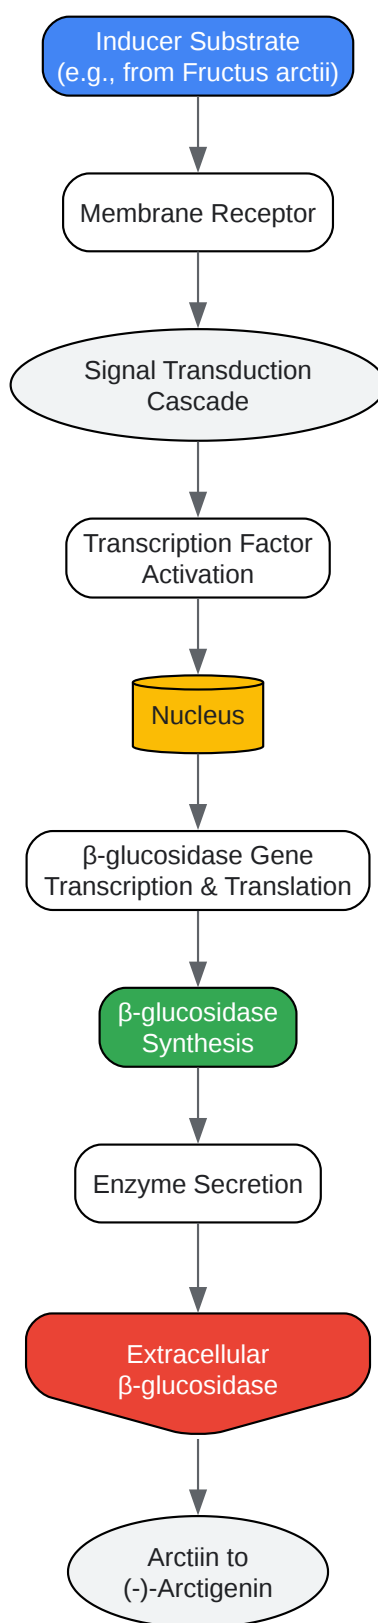 Inducer Substrate
(e.g., from Fructus arctii)
Membrane Receptor
Signal Transduction
Cascade
Transcription Factor
Activation
Nucleus
β-glucosidase Gene
Transcription & Translation
β-glucosidase
Synthesis
Enzyme Secretion
Extracellular
β-glucosidase
Arctiin to
(-)-Arctigenin